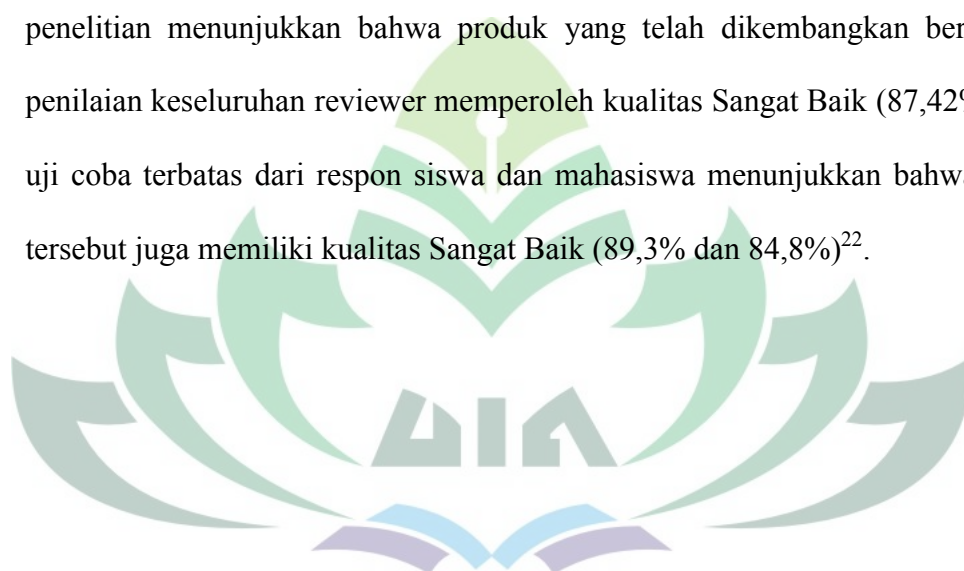 penelitian menunjukkan bahwa produk yang telah dikembangkan ber
penilaian keseluruhan reviewer memperoleh kualitas Sangat Baik (87,42%
uji coba terbatas dari respon siswa dan mahasiswa menunjukkan bahwa
tersebut juga memiliki kualitas Sangat Baik (89,3% dan 84,8%)²².
UIN